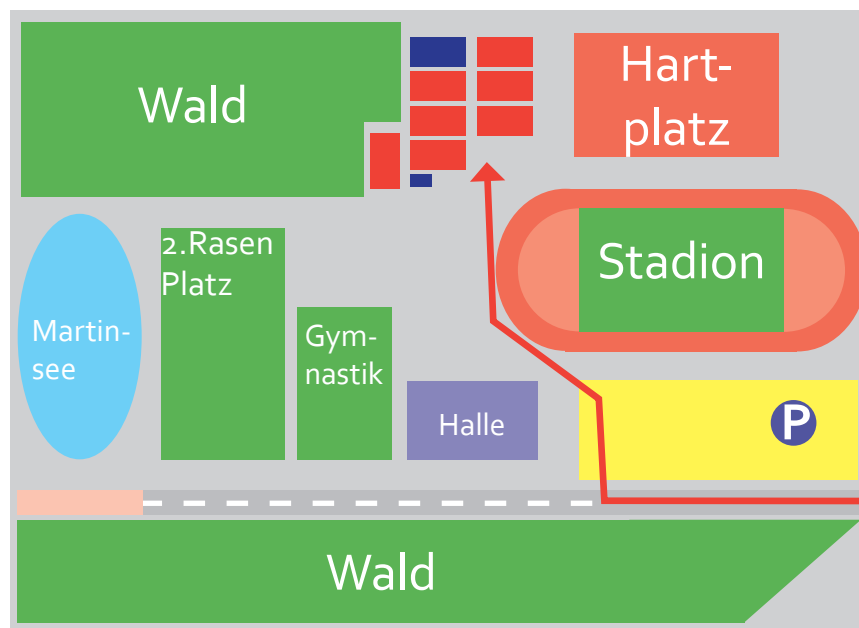 Wald
Hart-
platz
2.Rasen
Platz
Stadion
Martin-
see
Gym-
nastik
Halle
P
Wald